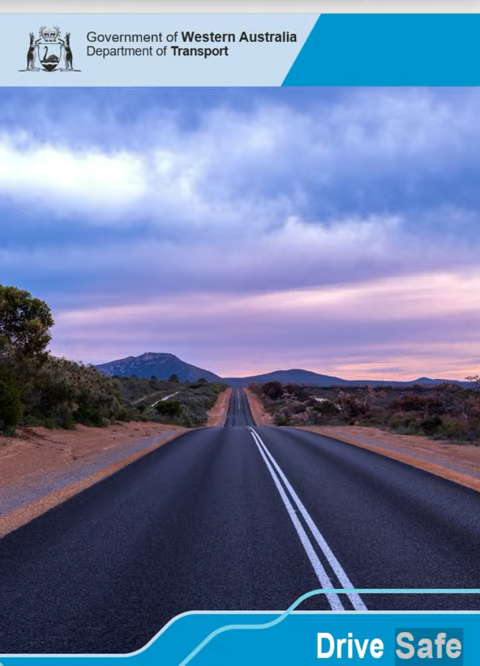 Government of Western Australia
Department of Transport
Drive Safe